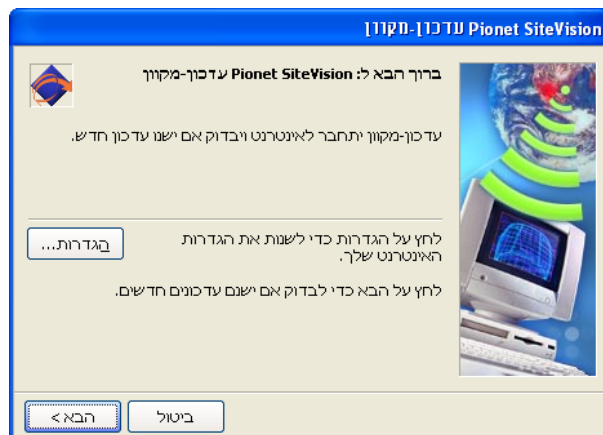 עדכון-מקוון Pionet SiteVision
ברוך הבא ל: Pionet SiteVision עדכון-מקוון
עדכון-מקוון יתחבר לאינטרנט ויבדוק אם ישנו עדכון חדש.
לחץ על הגדרות כדי לשנות את הגדרות
האינטרנט שלך.
הגדרות...
לחץ על הבא כדי לבדוק אם ישנם עדכונים חדשים.
ביטול
הבא >